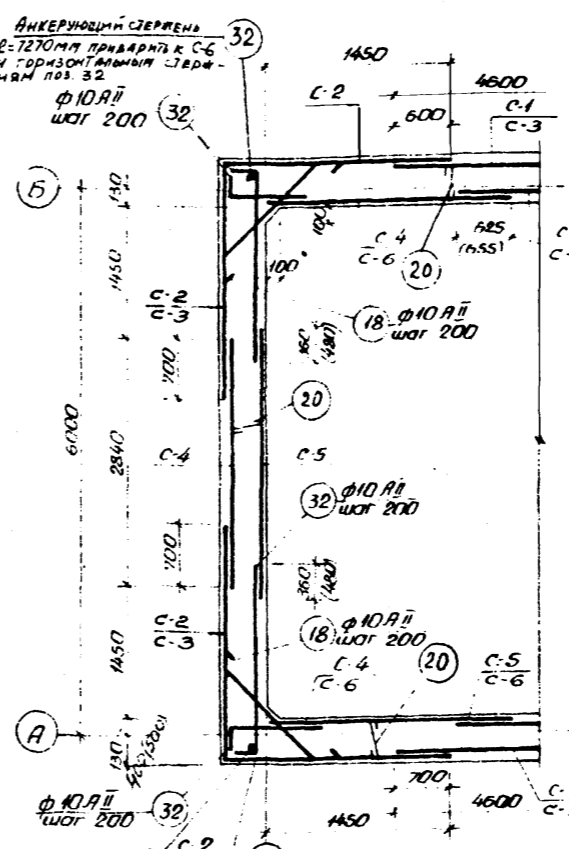 Анкерующий стержень
ℓ=7270мм приварить к С-6
и горизонтальным стерж-
ням поз. 32
32
ф10АII
шаг 200
32
1450
4600
С-2
600
С-1
С-3
Б
130
100
С-4
С-6
20
625
(655)
1450
100
С-2
С-3
18
ф10АII
шаг 200
360
(480)
700
20
6000
2840
С-4
С-5
32
ф10АII
шаг 200
700
360
(480)
С-2
С-3
1450
18
ф10АII
шаг 200
С-4
С-6
20
С-5
С-6
А
130
700
4600
ф10АII
шаг 200
32
1450
С-2